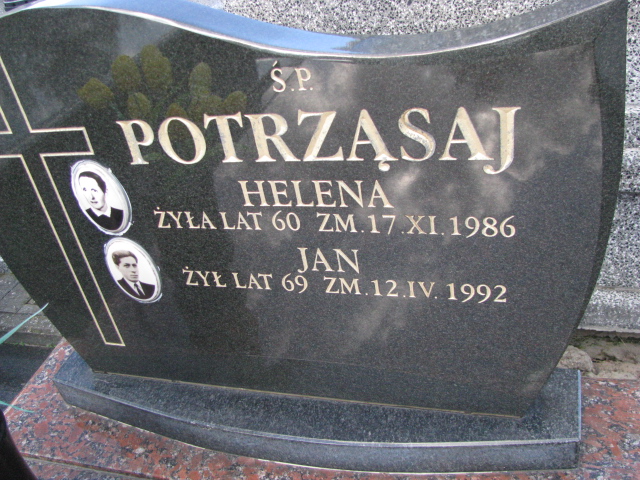 Ś.P.
POTRZĄSAJ
HELENA
ŻYŁA LAT 60 ZM.17.XI.1986
JAN
ŻYŁ LAT 69 ZM.12.IV.1992